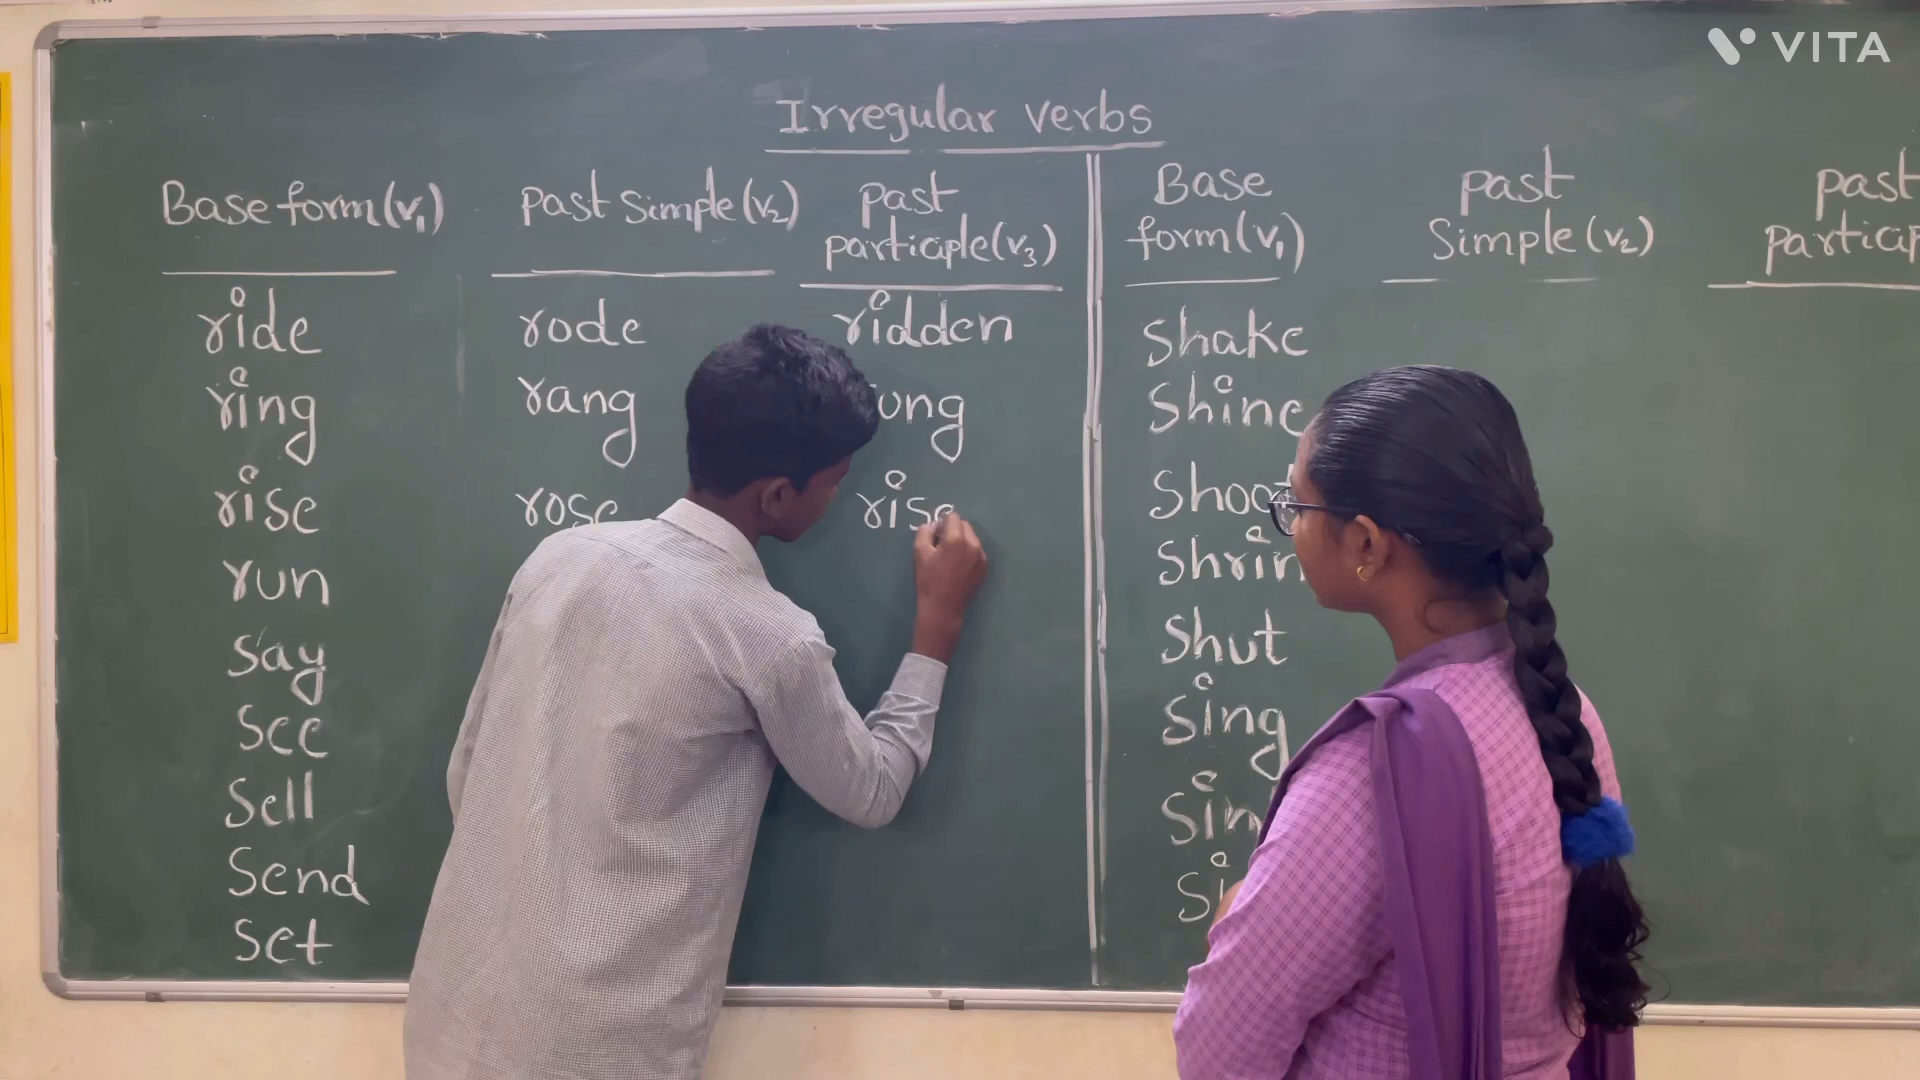 VITA
Irregular verbs
Base form (v1) past simple (v2) past participle (v3)
ride rode ridden
ring rang
rise rose rise
run
say
see
sell
send
set
Base form (v1) past Simple (v2) past
shake
shine
shut
sing